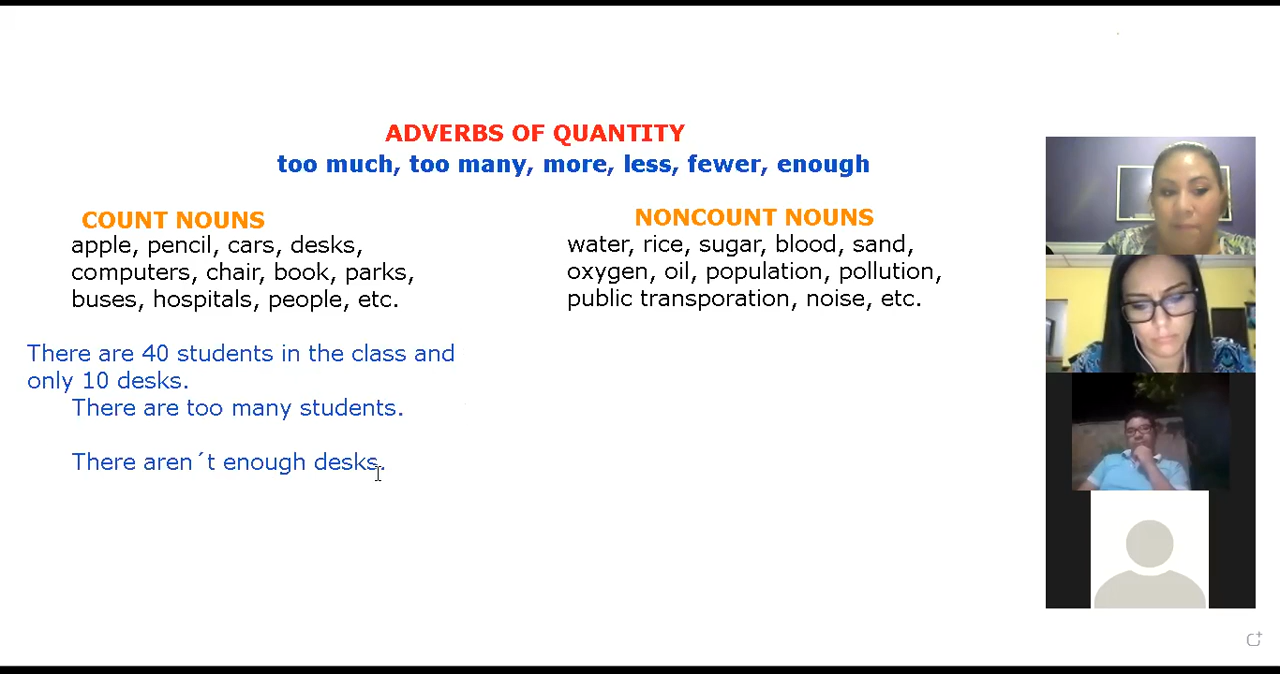 ADVERBS OF QUANTITY
too much, too many, more, less, fewer, enough
COUNT NOUNS
apple, pencil, cars, desks,
computers, chair, book, parks,
buses, hospitals, people, etc.
NONCOUNT NOUNS
water, rice, sugar, blood, sand,
oxygen, oil, population, pollution,
public transporation, noise, etc.
There are 40 students in the class and
only 10 desks.
There are too many students.
There aren´t enough desks.